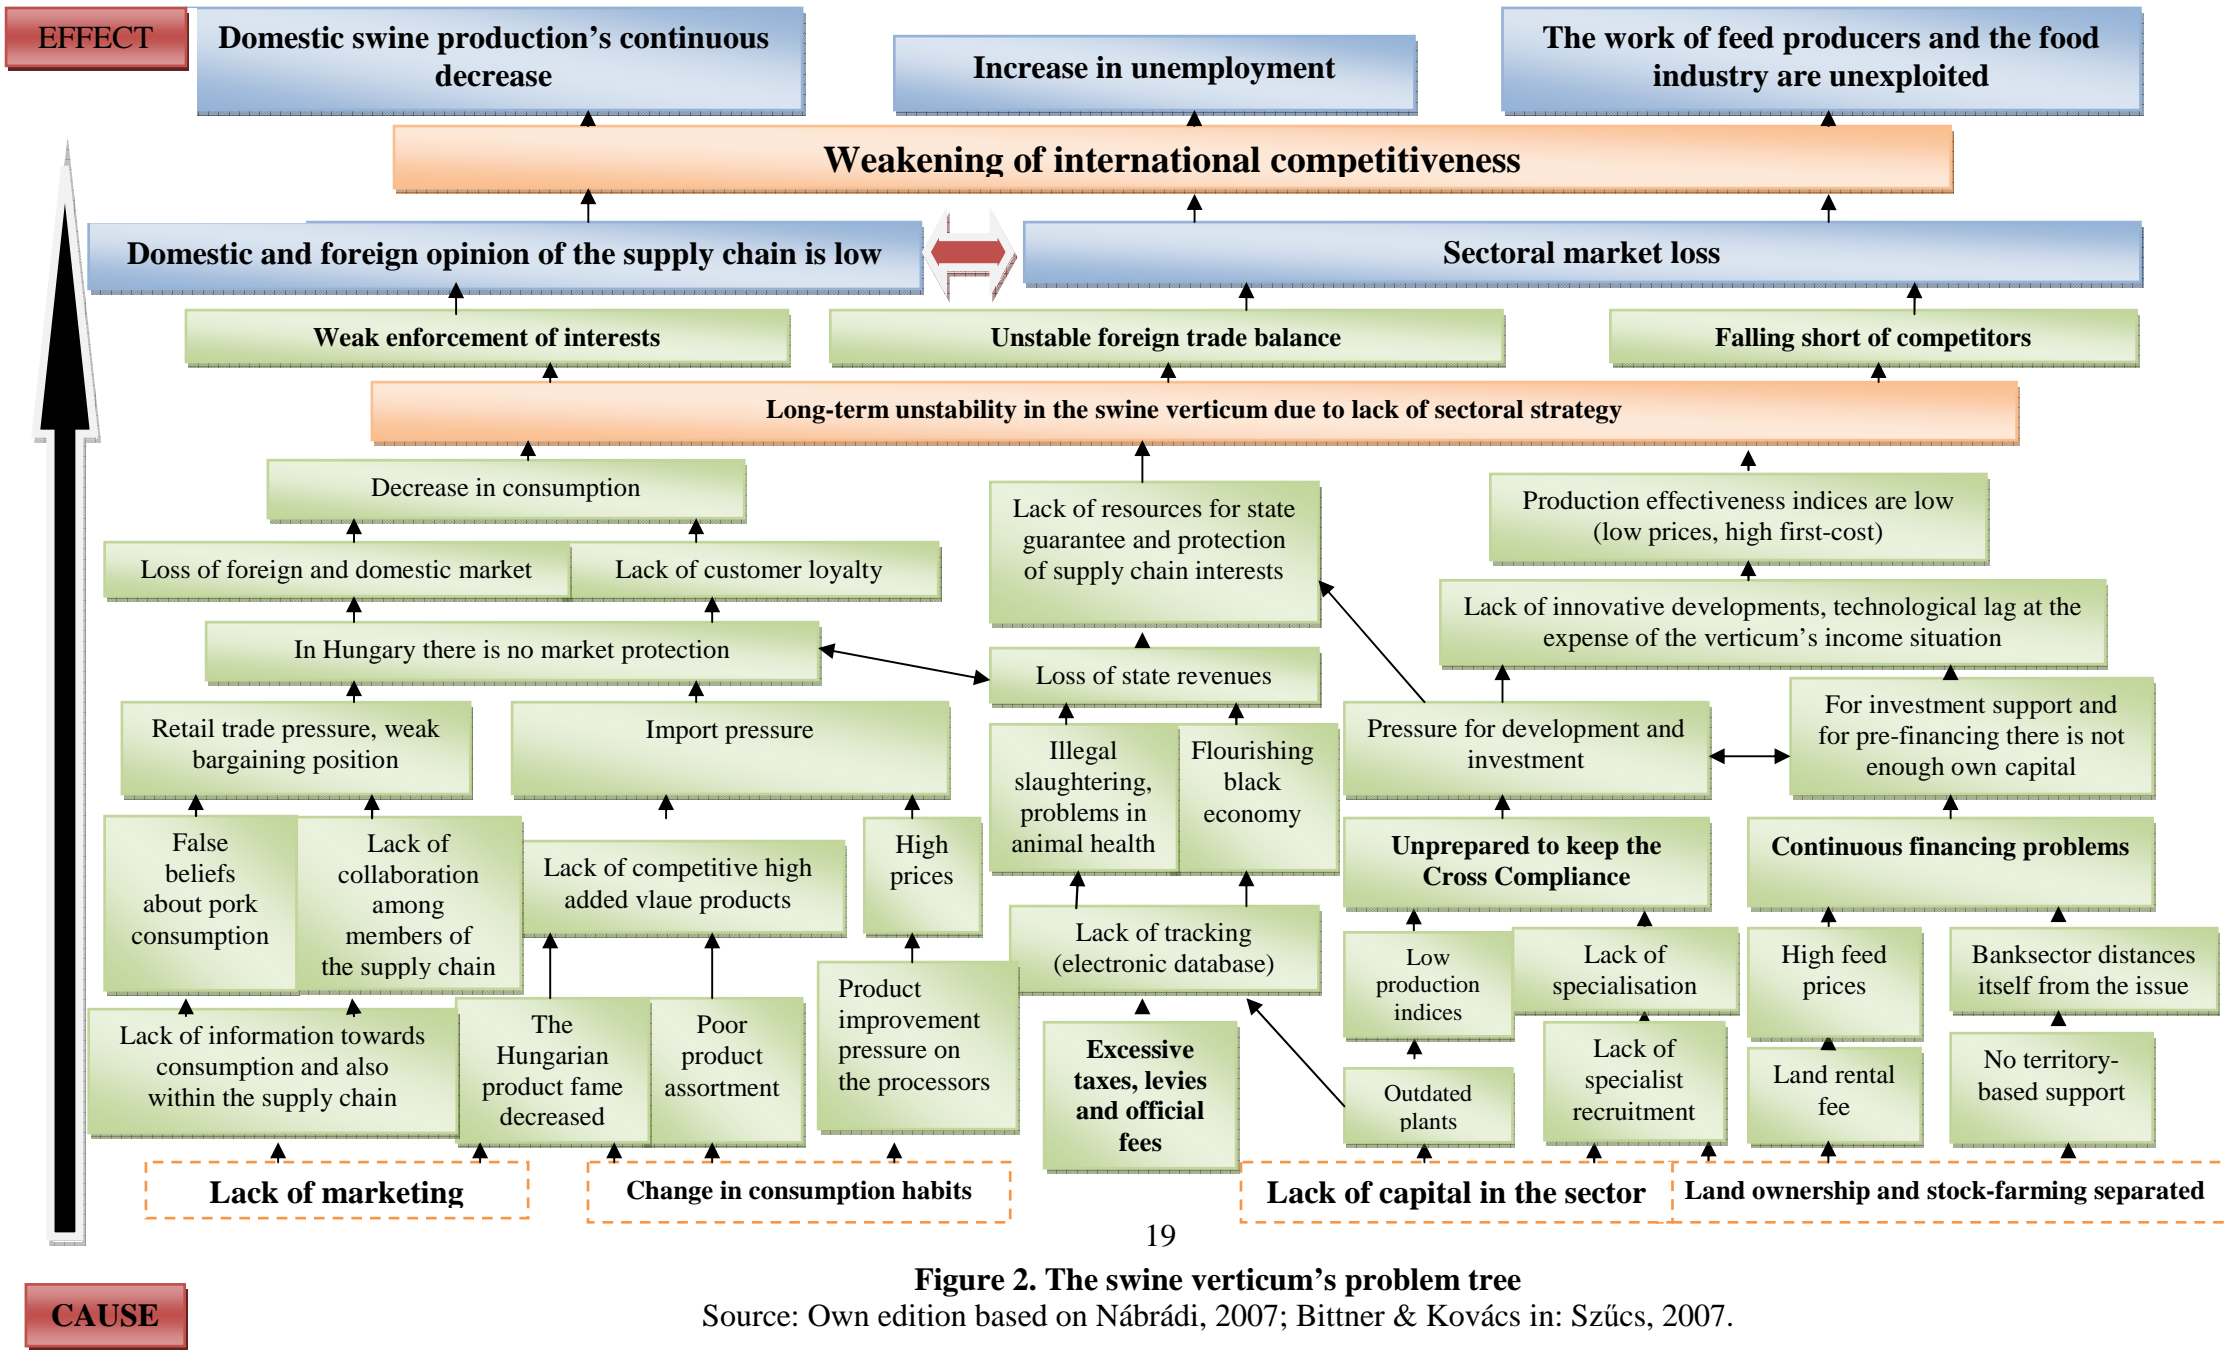 EFFECT
Domestic swine production's continuous
decrease
Increase in unemployment
The work of feed producers and the food
industry are unexploited
Weakening of international competitiveness
Domestic and foreign opinion of the supply chain is low
Sectoral market loss
Weak enforcement of interests
Unstable foreign trade balance
Falling short of competitors
Long-term unstability in the swine verticum due to lack of sectoral strategy
Decrease in consumption
Lack of resources for state
guarantee and protection
of supply chain interests
Production effectiveness indices are low
(low prices, high first-cost)
Loss of foreign and domestic market
Lack of customer loyalty
Lack of innovative developments, technological lag at the
expense of the verticum's income situation
In Hungary there is no market protection
Loss of state revenues
Retail trade pressure, weak
bargaining position
Import pressure
Illegal
slaughtering,
problems in
animal health
Flourishing
black
economy
Pressure for development and
investment
For investment support and
for pre-financing there is not
enough own capital
False
beliefs
about pork
consumption
Lack of
collaboration
among
members of
the supply chain
Lack of competitive high
added vlaue products
High
prices
Unprepared to keep the
Cross Compliance
Continuous financing problems
Lack of tracking
(electronic database)
Low
production
indices
Lack of
specialisation
High feed
prices
Banksector distances
itself from the issue
Lack of information towards
consumption and also
within the supply chain
The
Hungarian
product fame
decreased
Poor
product
assortment
Product
improvement
pressure on
the processors
Excessive
taxes, levies
and official
fees
Outdated
plants
Lack of
specialist
recruitment
Land rental
fee
No territory-
based support
Lack of marketing
Change in consumption habits
Lack of capital in the sector
Land ownership and stock-farming separated
19
Figure 2. The swine verticum's problem tree
CAUSE
Source: Own edition based on Nábrádi, 2007; Bittner & Kovács in: Szűcs, 2007.